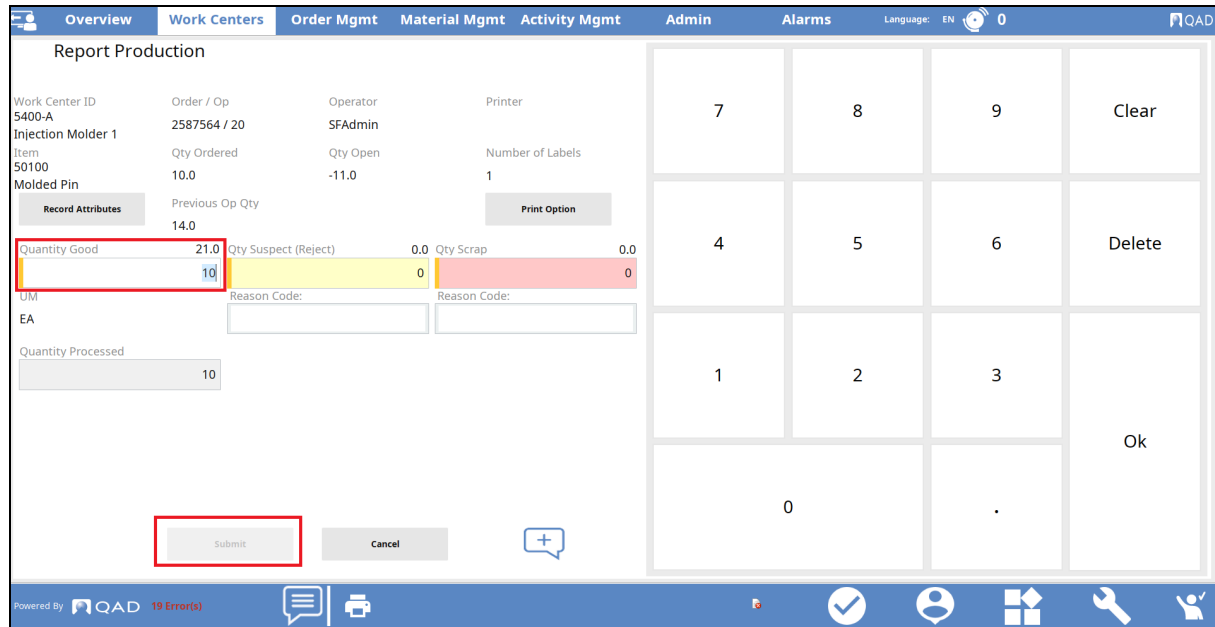 Overview Work Centers Order Mgmt Material Mgmt Activity Mgmt Admin Alarms Language: EN 0 QAD
Report Production
Work Center ID Order / Op Operator Printer
5400-A
2587564 / 20 SFAdmin
Injection Molder 1
Item Qty Ordered Qty Open Number of Labels
50100
10.0 -11.0 1
Molded Pin
Record Attributes Previous Op Qty Print Option
14.0
Quantity Good 21.0 Qty Suspect (Reject) 0.0 Qty Scrap 0.0
10 0 0
UM Reason Code: Reason Code:
EA
Quantity Processed
10
Submit Cancel
7 8 9 Clear
4 5 6 Delete
1 2 3
Ok
0 .
Powered By QAD 19 Error(s)